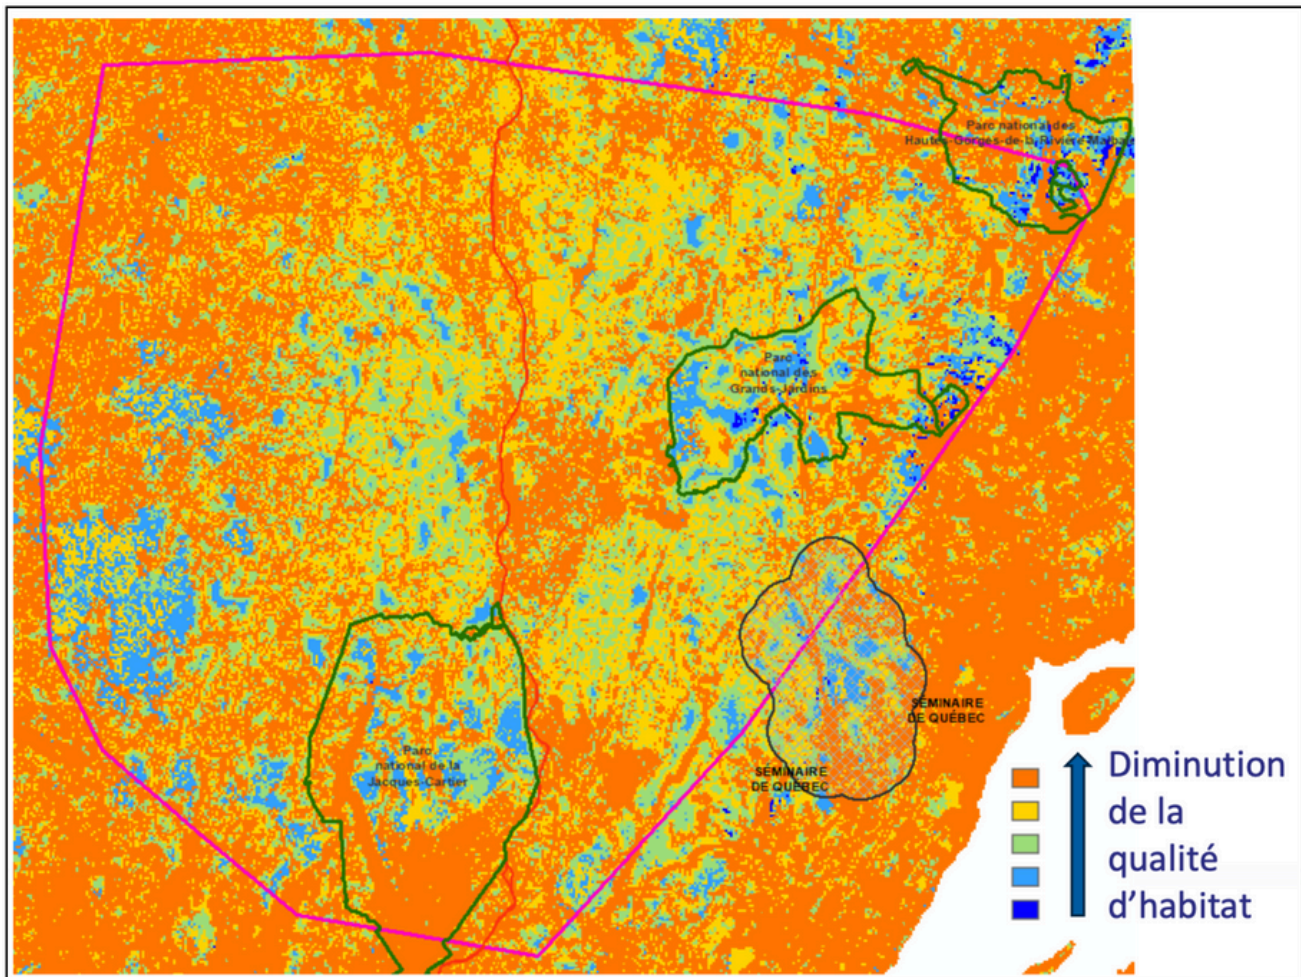 Parc national des
Hautes-Gorges-de-la-Rivière-Malbaie
Parc
national des
Grands-Jardins
SÉMINAIRE
DE QUÉBEC
Parc
national de la
Jacques-Cartier
SÉMINAIRE
DE QUÉBEC
Diminution
de la
qualité
d'habitat